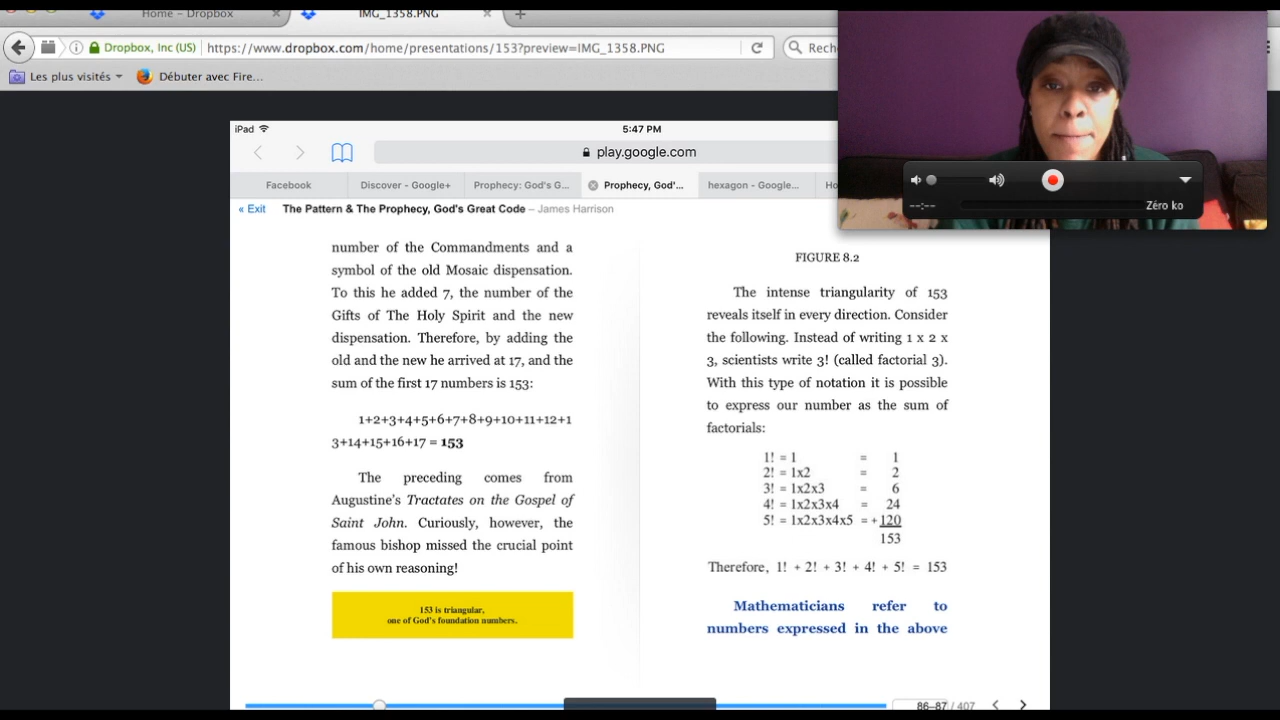 Home – Dropbox
IMG_1358.PNG
Dropbox, Inc (US)
https://www.dropbox.com/home/presentations/153?preview=IMG_1358.PNG
Rech
Les plus visités
Débuter avec Fire...
iPad
5:47 PM
play.google.com
Facebook
Discover - Google+
Prophecy: God's G...
Prophecy, God'...
hexagon - Google...
Ho
« Exit
The Pattern & The Prophecy, God's Great Code – James Harrison
number of the Commandments and a
symbol of the old Mosaic dispensation.
To this he added 7, the number of the
Gifts of The Holy Spirit and the new
dispensation. Therefore, by adding the
old and the new he arrived at 17, and the
sum of the first 17 numbers is 153:
1+2+3+4+5+6+7+8+9+10+11+12+1
3+14+15+16+17 = 153
The preceding comes from
Augustine's Tractates on the Gospel of
Saint John. Curiously, however, the
famous bishop missed the crucial point
of his own reasoning!
153 is triangular,
one of God's foundation numbers.
FIGURE 8.2
The intense triangularity of 153
reveals itself in every direction. Consider
the following. Instead of writing 1 x 2 x
3, scientists write 3! (called factorial 3).
With this type of notation it is possible
to express our number as the sum of
factorials:
1! = 1 = 1
2! = 1x2 = 2
3! = 1x2x3 = 6
4! = 1x2x3x4 = 24
5! = 1x2x3x4x5 = +120
153
Therefore, 1! + 2! + 3! + 4! + 5! = 153
Mathematicians refer to
numbers expressed in the above
86–87 / 407
--:--
Zéro ko